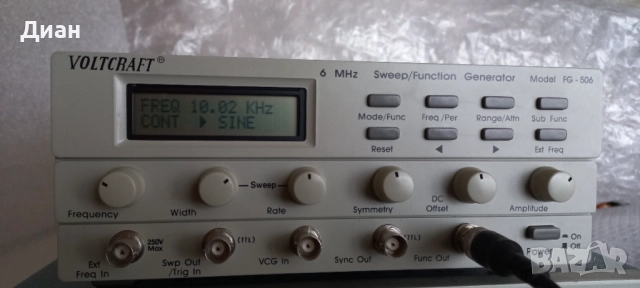 Диан
VOLTCRAFT®
6 MHz Sweep/Function Generator Model FG-506
FREQ 10.02 KHz
CONT ▶ SINE
Mode/Func Freq/Per Range/Attn Sub Func
Reset ◀ ▶ Ext Freq
Frequency Width Sweep Rate Symmetry DC Offset Amplitude
Ext Freq In 250V Max Swp Out/Trig In (TTL) VCG In Sync Out (TTL) Func Out Power On Off
BAZAR